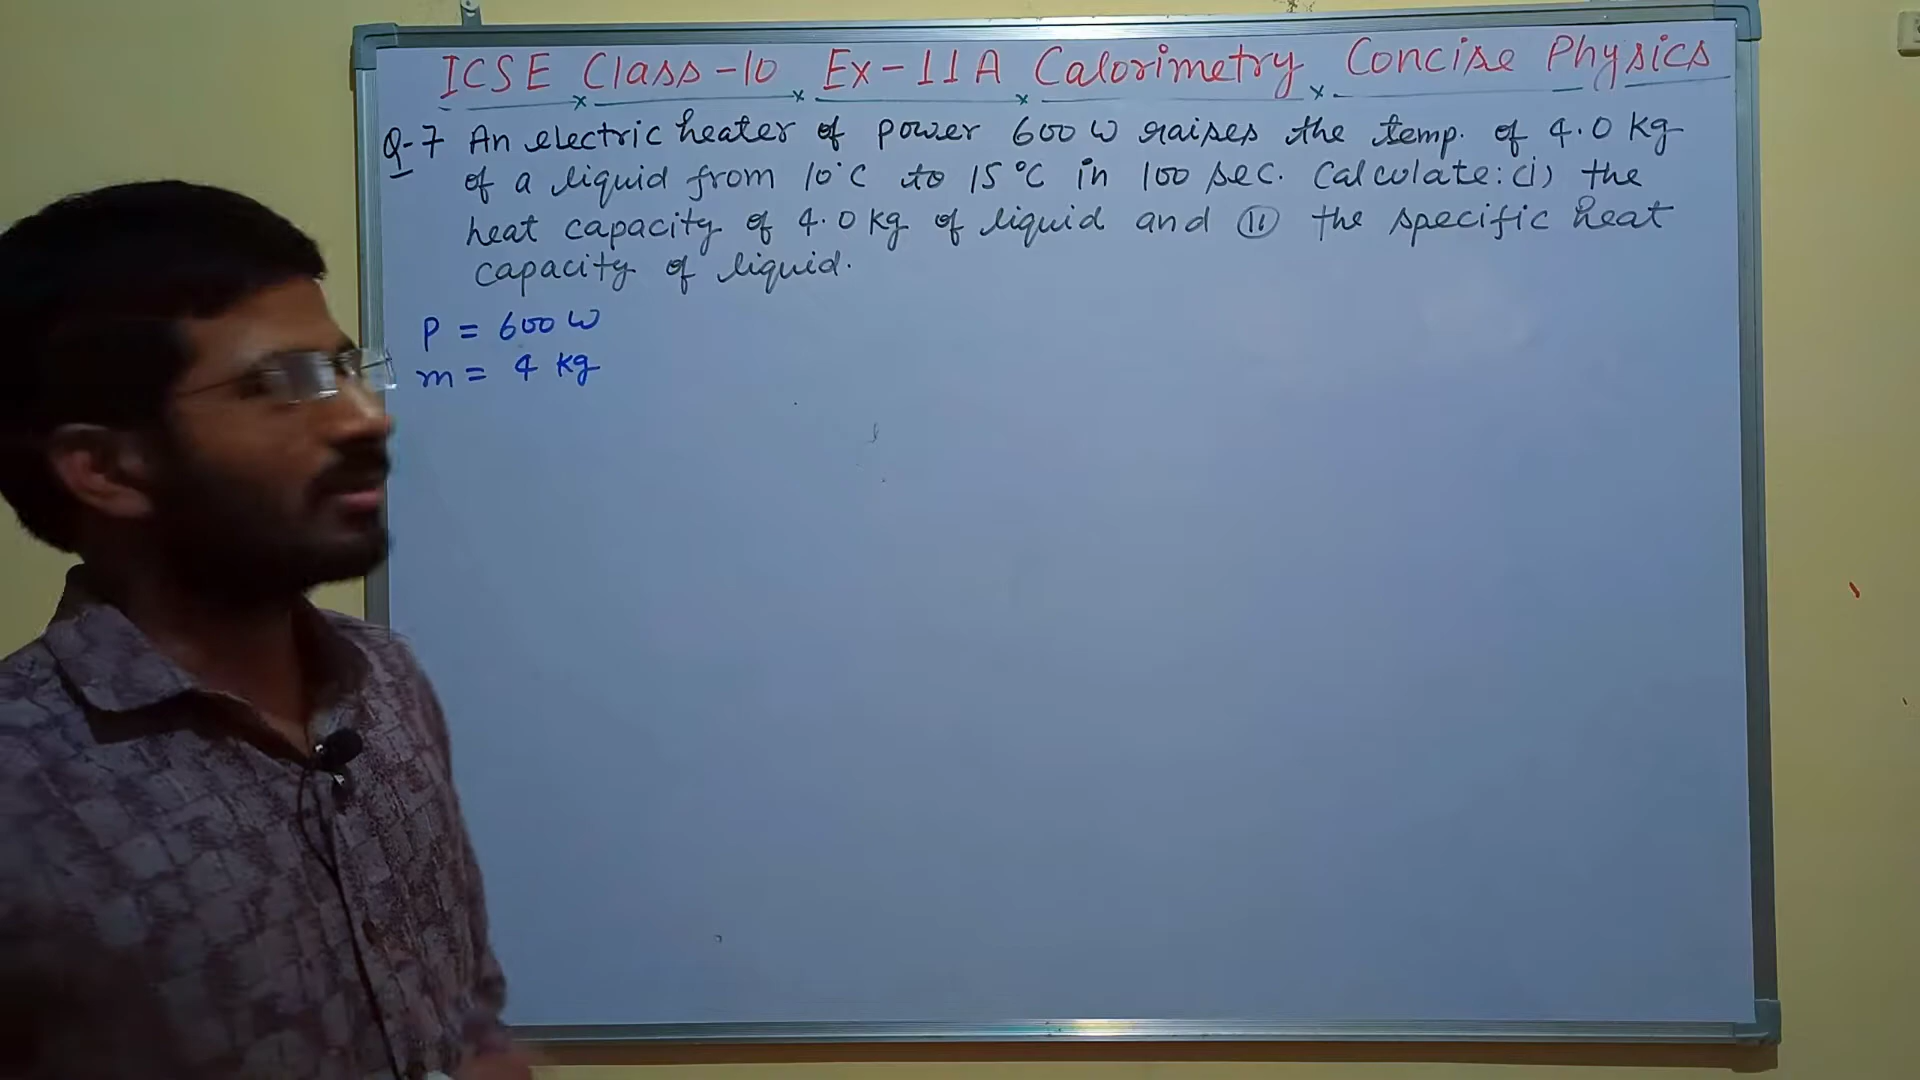 ICSE Class-10 Ex-11A Calorimetry Concise Physics
Q-7 An electric heater of power 600 W raises the temp. of 4.0 kg
of a liquid from 10°C to 15°C in 100 sec. Calculate: (i) the
heat capacity of 4.0 kg of liquid and (ii) the specific heat
capacity of liquid.
P = 600 W
m = 4 kg